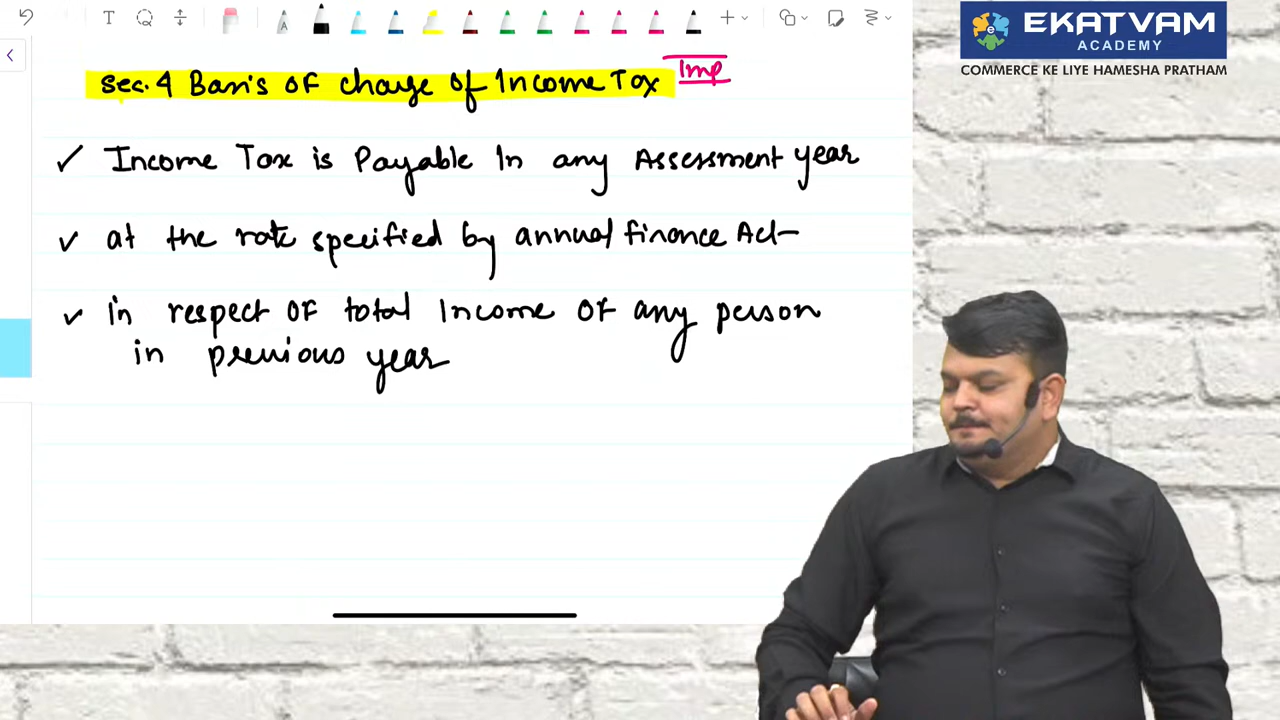 EKATVAM
ACADEMY
COMMERCE KE LIYE HAMESHA PRATHAM
Sec. 4 Basis of charge of Income Tax Imp
Income Tax is Payable In any Assessment year
at the rate specified by annual finance Act
in respect of total Income of any person
in previous year